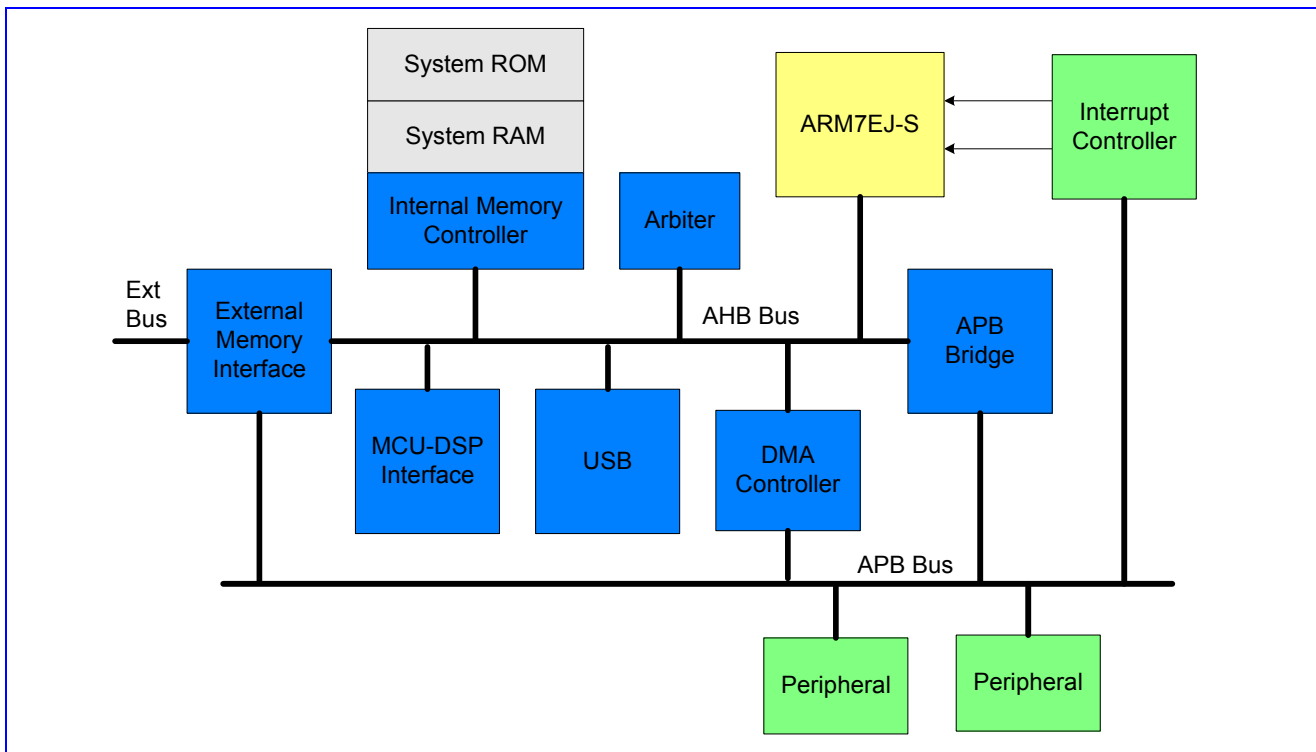 System ROM
System RAM
Internal Memory
Controller
Arbiter
ARM7EJ-S
Interrupt
Controller
Ext
Bus
External
Memory
Interface
AHB Bus
APB
Bridge
MCU-DSP
Interface
USB
DMA
Controller
APB Bus
Peripheral
Peripheral